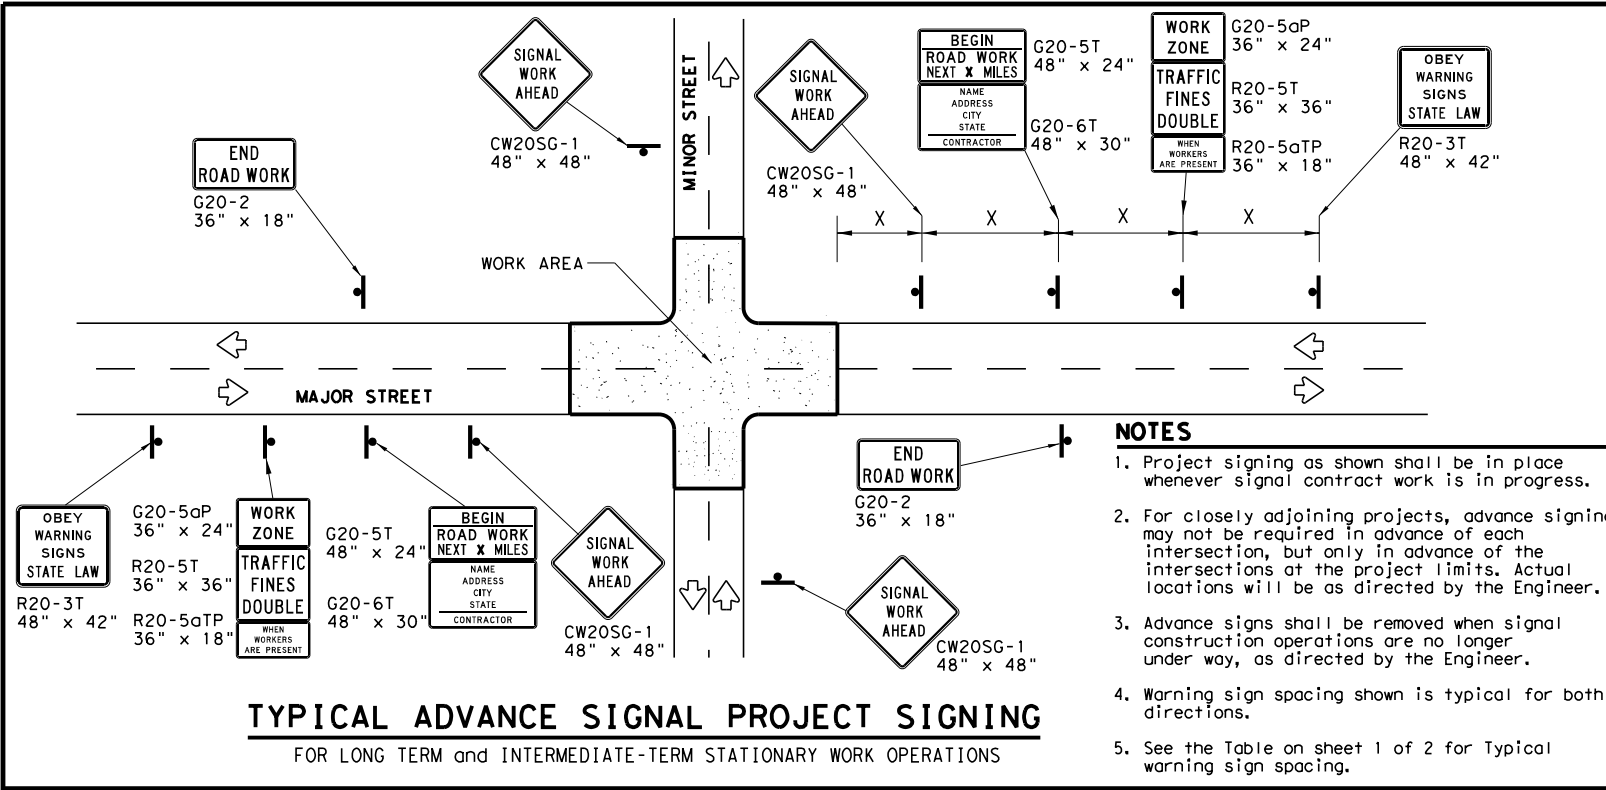 SIGNAL
WORK
AHEAD
CW20SG-1
48" x 48"
MINOR STREET
SIGNAL
WORK
AHEAD
CW20SG-1
48" x 48"
BEGIN
ROAD WORK
NEXT X MILES
G20-5T
48" x 24"
NAME
ADDRESS
CITY
STATE
CONTRACTOR
G20-6T
48" x 30"
WORK
ZONE
G20-5aP
36" x 24"
TRAFFIC
FINES
DOUBLE
R20-5T
36" x 36"
WHEN
WORKERS
ARE PRESENT
R20-5aTP
36" x 18"
OBEY
WARNING
SIGNS
STATE LAW
R20-3T
48" x 42"
END
ROAD WORK
G20-2
36" x 18"
X
X
X
X
WORK AREA
MAJOR STREET
OBEY
WARNING
SIGNS
STATE LAW
R20-3T
48" x 42"
G20-5aP
36" x 24"
R20-5T
36" x 36"
R20-5aTP
36" x 18"
WORK
ZONE
TRAFFIC
FINES
DOUBLE
WHEN
WORKERS
ARE PRESENT
G20-5T
48" x 24"
G20-6T
48" x 30"
BEGIN
ROAD WORK
NEXT X MILES
NAME
ADDRESS
CITY
STATE
CONTRACTOR
SIGNAL
WORK
AHEAD
CW20SG-1
48" x 48"
END
ROAD WORK
G20-2
36" x 18"
SIGNAL
WORK
AHEAD
CW20SG-1
48" x 48"
TYPICAL ADVANCE SIGNAL PROJECT SIGNING
FOR LONG TERM and INTERMEDIATE-TERM STATIONARY WORK OPERATIONS
NOTES
1. Project signing as shown shall be in place
whenever signal contract work is in progress.
2. For closely adjoining projects, advance signing
may not be required in advance of each
intersection, but only in advance of the
intersections at the project limits. Actual
locations will be as directed by the Engineer.
3. Advance signs shall be removed when signal
construction operations are no longer
under way, as directed by the Engineer.
4. Warning sign spacing shown is typical for both
directions.
5. See the Table on sheet 1 of 2 for Typical
warning sign spacing.